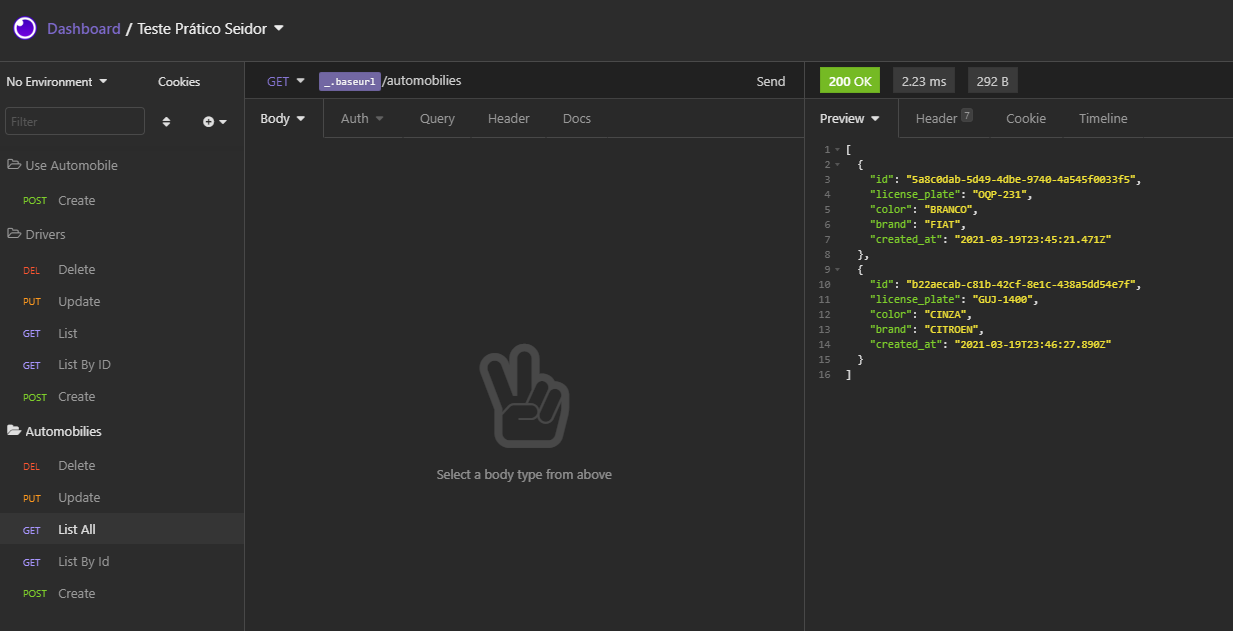 Dashboard / Teste Prático Seidor
No Environment
Cookies
Filter
Use Automobile
POST Create
Drivers
DEL Delete
PUT Update
GET List
GET List By ID
POST Create
Automobilies
DEL Delete
PUT Update
GET List All
GET List By Id
POST Create
GET _.baseurl/automobilies Send
Body Auth Query Header Docs
Select a body type from above
200 OK 2.23 ms 292 B
Preview Header 7 Cookie Timeline
1 [
2 {
3 "id": "5a8c0dab-5d49-4dbe-9740-4a545f0033f5",
4 "license_plate": "OQP-231",
5 "color": "BRANCO",
6 "brand": "FIAT",
7 "created_at": "2021-03-19T23:45:21.471Z"
8 },
9 {
10 "id": "b22aecab-c81b-42cf-8e1c-438a5dd54e7f",
11 "license_plate": "GUJ-1400",
12 "color": "CINZA",
13 "brand": "CITROEN",
14 "created_at": "2021-03-19T23:46:27.890Z"
15 }
16 ]